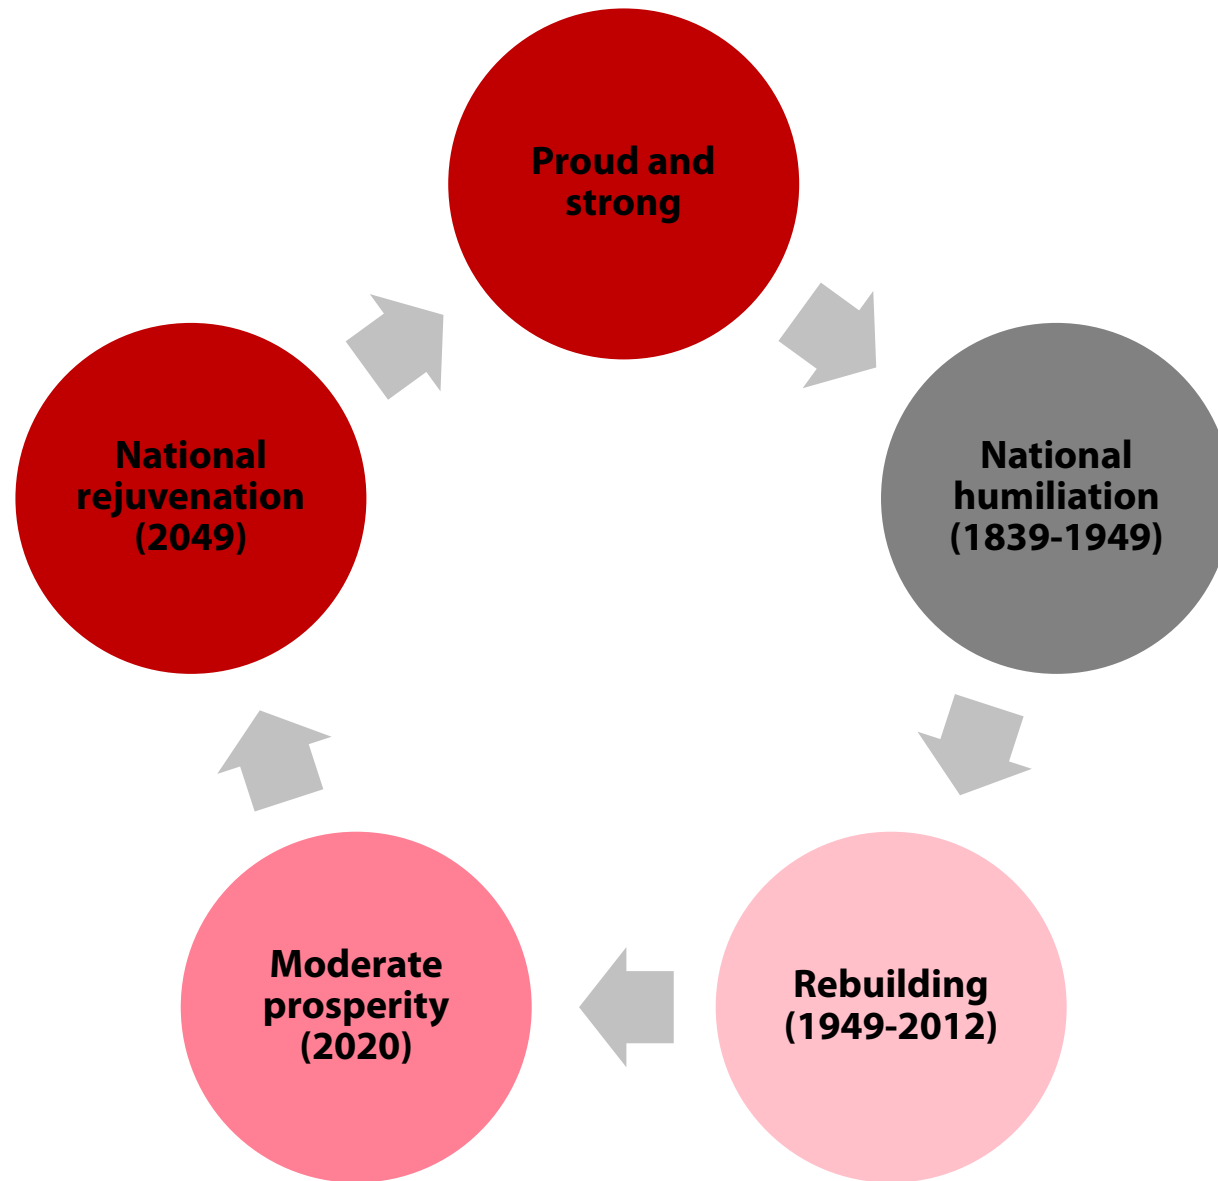 Proud and
strong
National
humiliation
(1839-1949)
Rebuilding
(1949-2012)
Moderate
prosperity
(2020)
National
rejuvenation
(2049)